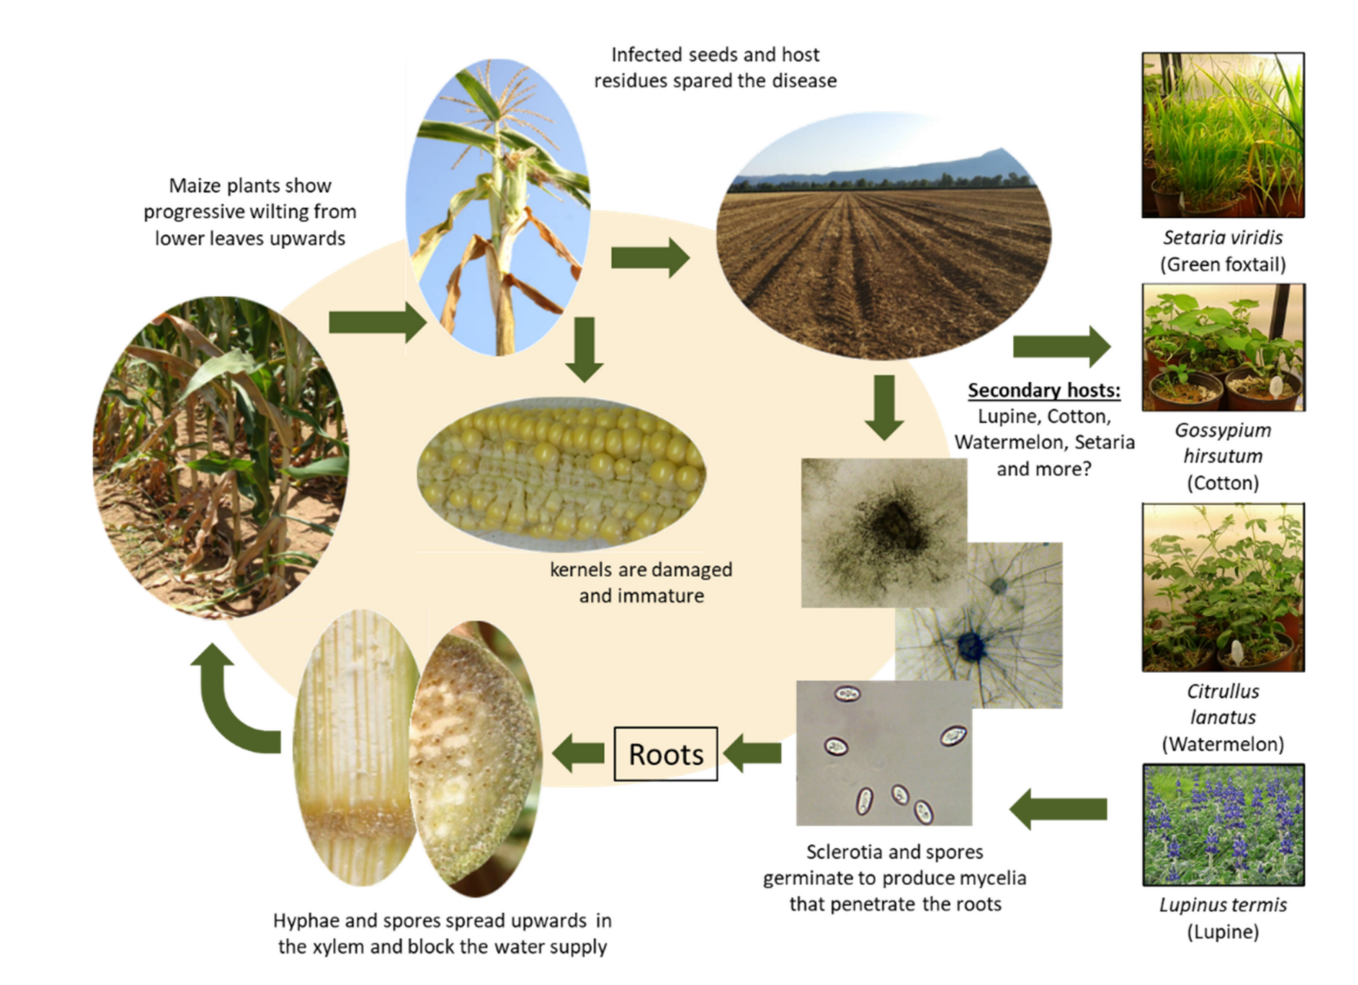 Infected seeds and host
residues spared the disease
Maize plants show
progressive wilting from
lower leaves upwards
Setaria viridis
(Green foxtail)
Secondary hosts:
Lupine, Cotton,
Watermelon, Setaria
and more?
Gossypium
hirsutum
(Cotton)
kernels are damaged
and immature
Citrullus
lanatus
(Watermelon)
Roots
Sclerotia and spores
germinate to produce mycelia
that penetrate the roots
Lupinus termis
(Lupine)
Hyphae and spores spread upwards in
the xylem and block the water supply